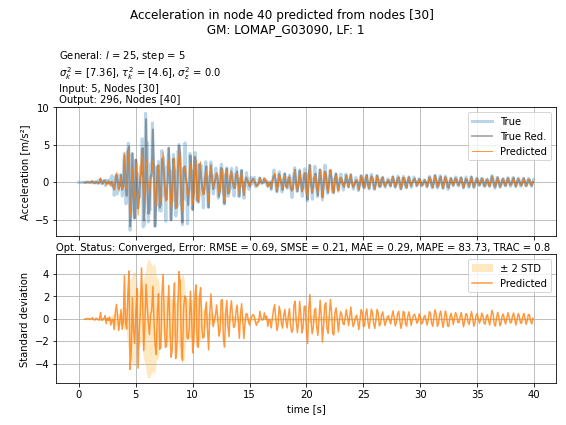 Acceleration in node 40 predicted from nodes [30]
GM: LOMAP_G03090, LF: 1
General: l = 25, step = 5
σ²ₖ = [7.36], τ²ₖ = [4.6], σ²ε = 0.0
Input: 5, Nodes [30]
Output: 296, Nodes [40]
10
5
0
−5
Acceleration [m/s²]
True
True Red.
Predicted
Opt. Status: Converged, Error: RMSE = 0.69, SMSE = 0.21, MAE = 0.29, MAPE = 83.73, TRAC = 0.8
4
2
0
−2
−4
Standard deviation
± 2 STD
Predicted
0 5 10 15 20 25 30 35 40
time [s]